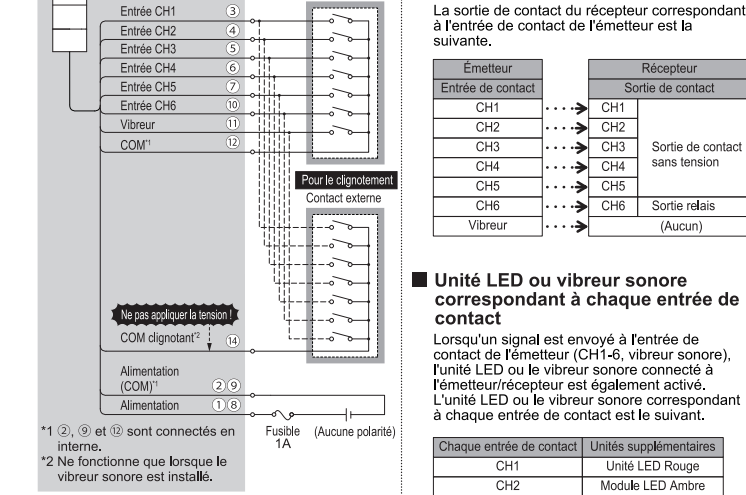 Entrée CH1 ③
Entrée CH2 ④
Entrée CH3 ⑤
Entrée CH4 ⑥
Entrée CH5 ⑦
Entrée CH6 ⑩
Vibreur ⑪
COM*1 ⑫
Pour le clignotement
Contact externe
Ne pas appliquer la tension !
COM clignotant*2 ⑭
Alimentation
(COM)*1 ②⑨
Alimentation ①⑧
Fusible
1A
(Aucune polarité)
*1 ②, ⑨ et ⑫ sont connectés en
interne.
*2 Ne fonctionne que lorsque le
vibreur sonore est installé.
La sortie de contact du récepteur correspondant
à l'entrée de contact de l'émetteur est la
suivante.
Émetteur Récepteur
Entrée de contact Sortie de contact
CH1 CH1
CH2 CH2
CH3 CH3 Sortie de contact
CH4 CH4 sans tension
CH5 CH5
CH6 CH6 Sortie relais
Vibreur (Aucun)
■ Unité LED ou vibreur sonore
correspondant à chaque entrée de
contact
Lorsqu'un signal est envoyé à l'entrée de
contact de l'émetteur (CH1-6, vibreur sonore),
l'unité LED ou le vibreur sonore connecté à
l'émetteur/récepteur est également activé.
L'unité LED ou le vibreur sonore correspondant
à chaque entrée de contact est le suivant.
Chaque entrée de contact Unités supplémentaires
CH1 Unité LED Rouge
CH2 Module LED Ambre